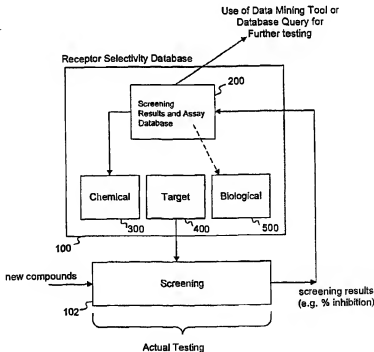 Use of Data Mining Tool or
Database Query for
Further testing
Receptor Selectivity Database
200
Screening
Results and Assay
Database
Chemical
Target
Biological
300
400
500
100
new compounds
Screening
screening results
(e.g. % inhibition)
102
Actual Testing